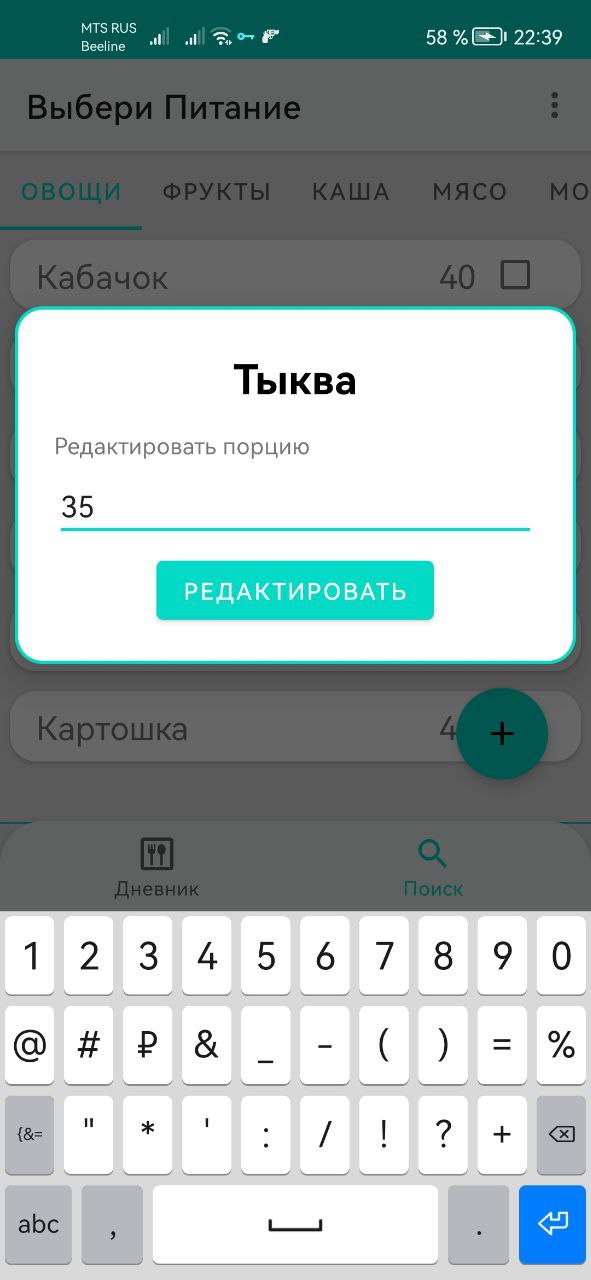 MTS RUS
Beeline
58 % 22:39
Выбери Питание
ОВОЩИ ФРУКТЫ КАША МЯСО МО
Кабачок 40
Тыква
Редактировать порцию
35
РЕДАКТИРОВАТЬ
Картошка 4 +
Дневник Поиск
1 2 3 4 5 6 7 8 9 0
@ # ₽ & _ - ( ) = %
{&= " * ' : / ! ? +
abc , .